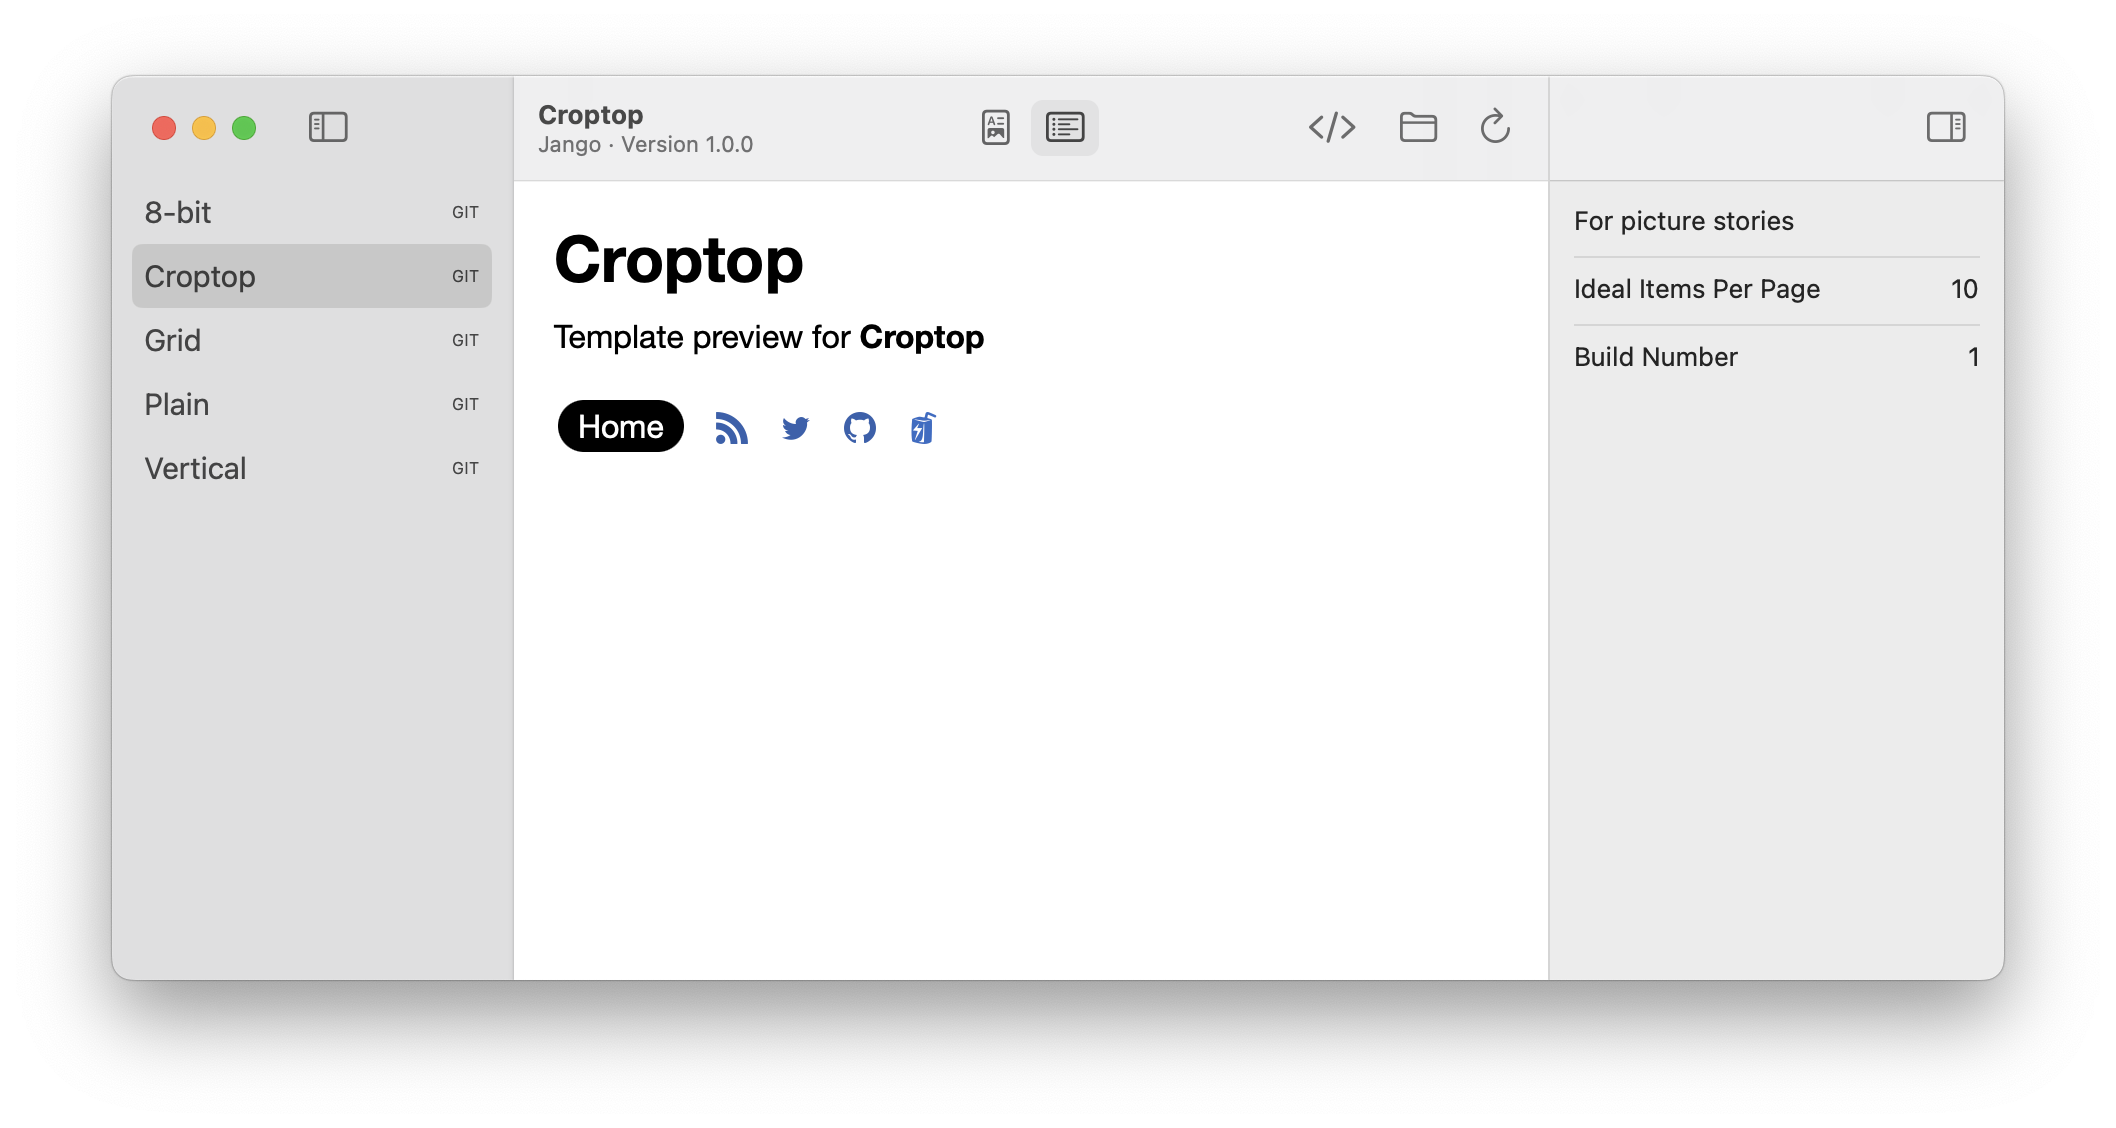 8-bit GIT
Croptop GIT
Grid GIT
Plain GIT
Vertical GIT
Croptop
Jango · Version 1.0.0
Croptop
Template preview for Croptop
Home
For picture stories
Ideal Items Per Page 10
Build Number 1